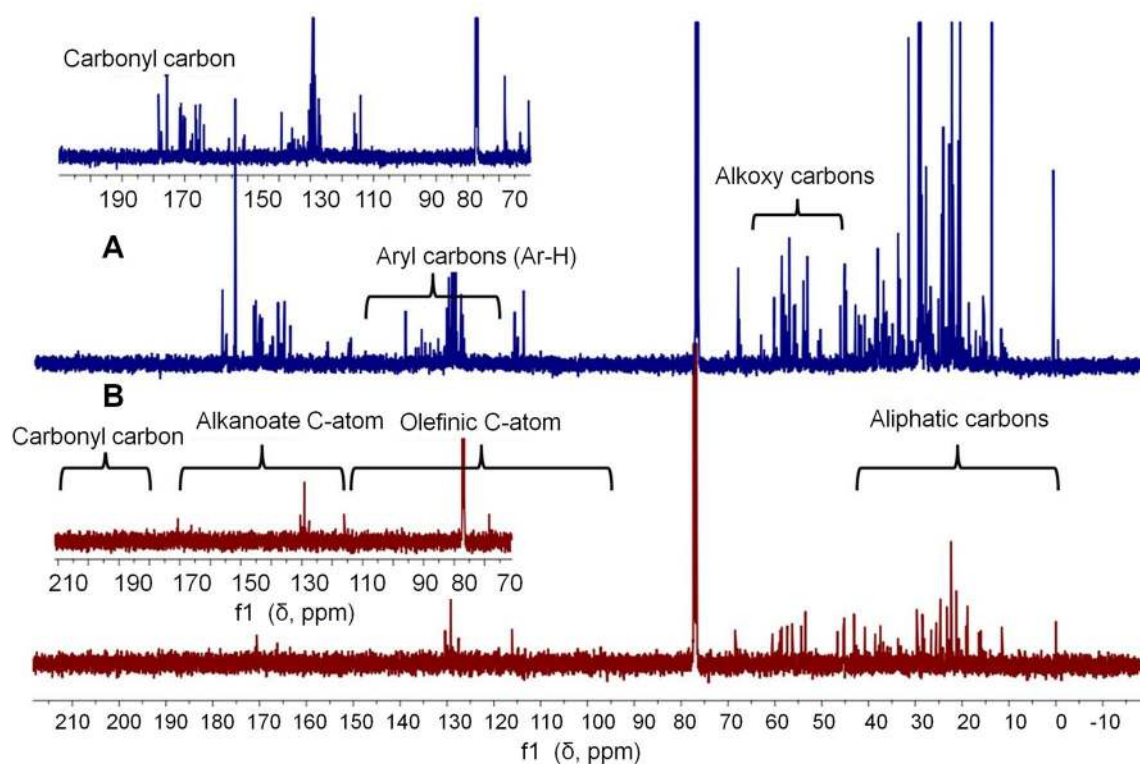 Carbonyl carbon
190 170 150 130 110 90 80 70
Alkoxy carbons
A
Aryl carbons (Ar-H)
B
Alkanoate C-atom
Olefinic C-atom
Carbonyl carbon
Aliphatic carbons
210 190 170 150 130 110 90 80 70
f1 (δ, ppm)
210 200 190 180 170 160 150 140 130 120 110 100 90 80 70 60 50 40 30 20 10 0 -10
f1 (δ, ppm)